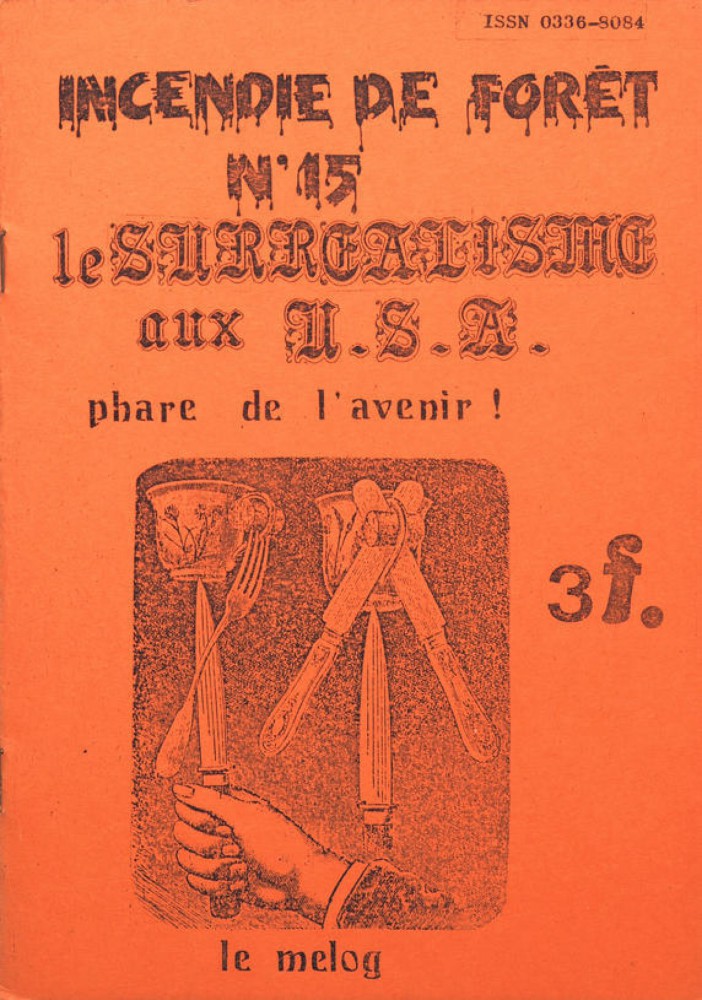 ISSN 0336-8084
INCENDIE DE FORÊT
N°15
le SURREALISME
aux U.S.A.
phare de l'avenir !
3f.
le melog